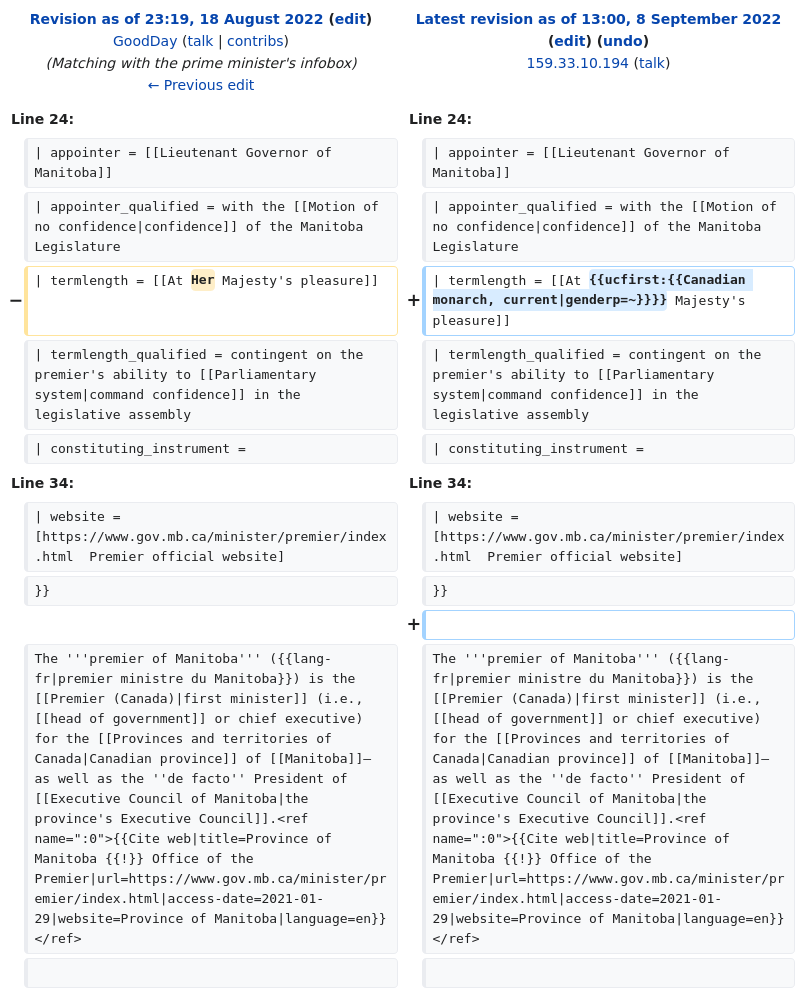 Revision as of 23:19, 18 August 2022 (edit)
GoodDay (talk | contribs)
(Matching with the prime minister's infobox)
← Previous edit
Latest revision as of 13:00, 8 September 2022
(edit) (undo)
159.33.10.194 (talk)
Line 24:
Line 24:
| appointer = [[Lieutenant Governor of
Manitoba]]
| appointer = [[Lieutenant Governor of
Manitoba]]
| appointer_qualified = with the [[Motion of
no confidence|confidence]] of the Manitoba
Legislature
| appointer_qualified = with the [[Motion of
no confidence|confidence]] of the Manitoba
Legislature
−
| termlength = [[At Her Majesty's pleasure]]
+
| termlength = [[At {{ucfirst:{{Canadian
monarch, current|genderp=~}}}} Majesty's
pleasure]]
| termlength_qualified = contingent on the
premier's ability to [[Parliamentary
system|command confidence]] in the
legislative assembly
| termlength_qualified = contingent on the
premier's ability to [[Parliamentary
system|command confidence]] in the
legislative assembly
| constituting_instrument =
| constituting_instrument =
Line 34:
Line 34:
| website =
[https://www.gov.mb.ca/minister/premier/index
.html  Premier official website]
| website =
[https://www.gov.mb.ca/minister/premier/index
.html  Premier official website]
}}
}}
+
The '''premier of Manitoba''' ({{lang-
fr|premier ministre du Manitoba}}) is the
[[Premier (Canada)|first minister]] (i.e.,
[[head of government]] or chief executive)
for the [[Provinces and territories of
Canada|Canadian province]] of [[Manitoba]]—
as well as the ''de facto'' President of
[[Executive Council of Manitoba|the
province's Executive Council]].<ref
name=":0">{{Cite web|title=Province of
Manitoba {{!}} Office of the
Premier|url=https://www.gov.mb.ca/minister/pr
emier/index.html|access-date=2021-01-
29|website=Province of Manitoba|language=en}}
</ref>
The '''premier of Manitoba''' ({{lang-
fr|premier ministre du Manitoba}}) is the
[[Premier (Canada)|first minister]] (i.e.,
[[head of government]] or chief executive)
for the [[Provinces and territories of
Canada|Canadian province]] of [[Manitoba]]—
as well as the ''de facto'' President of
[[Executive Council of Manitoba|the
province's Executive Council]].<ref
name=":0">{{Cite web|title=Province of
Manitoba {{!}} Office of the
Premier|url=https://www.gov.mb.ca/minister/pr
emier/index.html|access-date=2021-01-
29|website=Province of Manitoba|language=en}}
</ref>